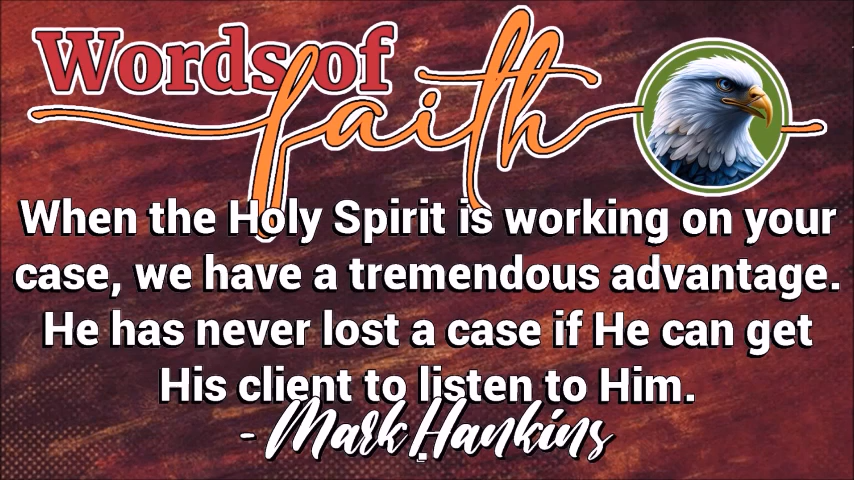 Words of
faith
When the Holy Spirit is working on your
case, we have a tremendous advantage.
He has never lost a case if He can get
His client to listen to Him.
- Mark Hankins